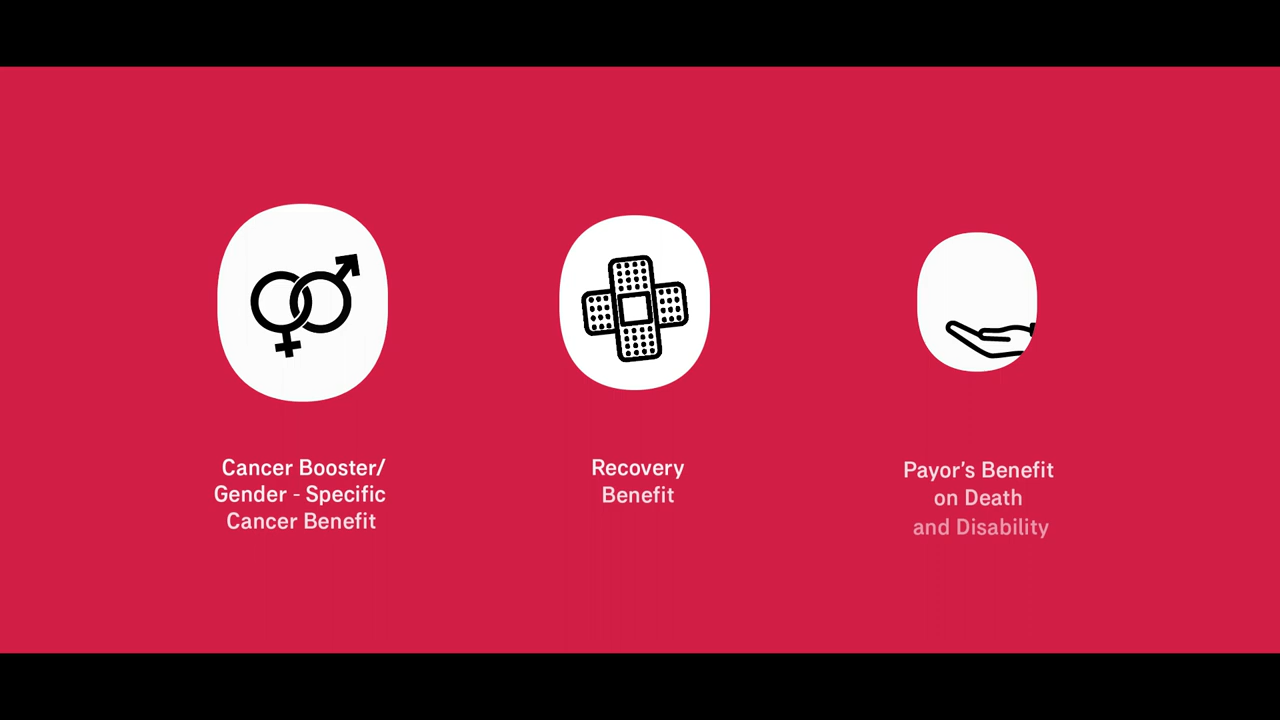 Cancer Booster/
Gender - Specific
Cancer Benefit
Recovery
Benefit
Payor's Benefit
on Death
and Disability